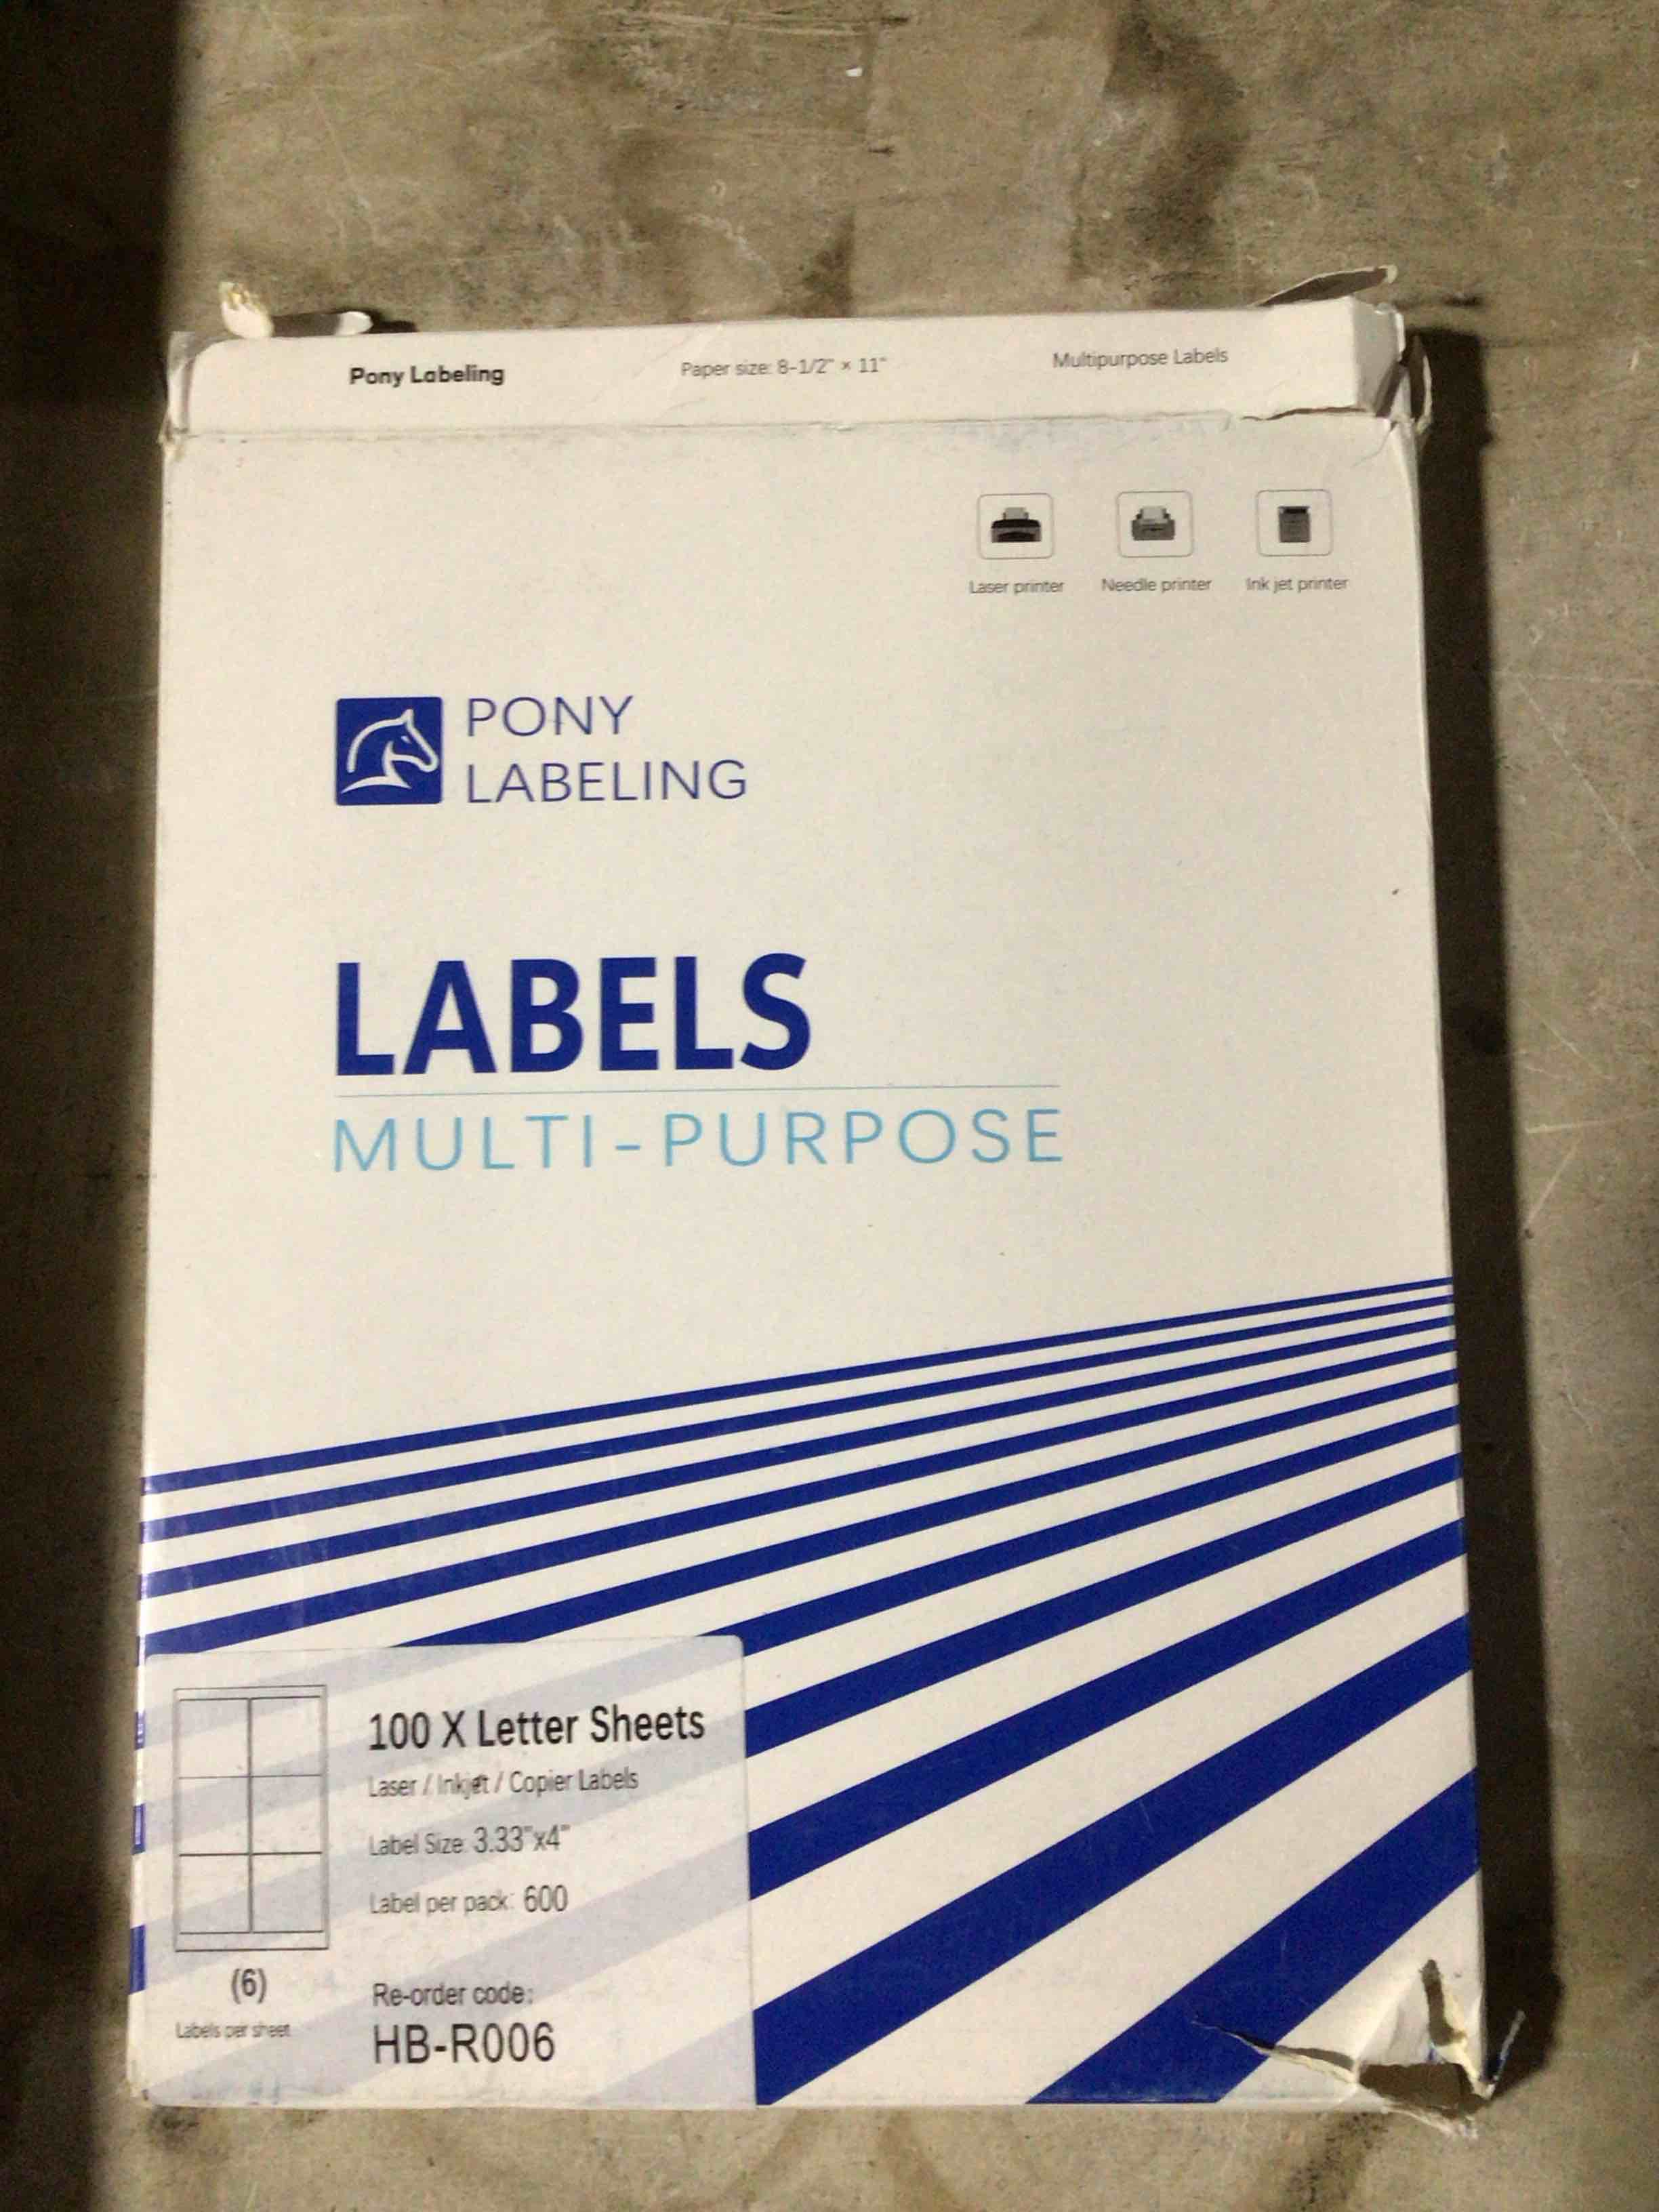 Pony Labeling Paper size: 8-1/2" × 11" Multipurpose Labels
Laser printer Needle printer Ink jet printer
PONY
LABELING
LABELS
MULTI-PURPOSE
100 X Letter Sheets
Laser / Inkjet / Copier Labels
Label Size: 3.33"x4"
Label per pack: 600
(6)
Labels per sheet
Re-order code:
HB-R006